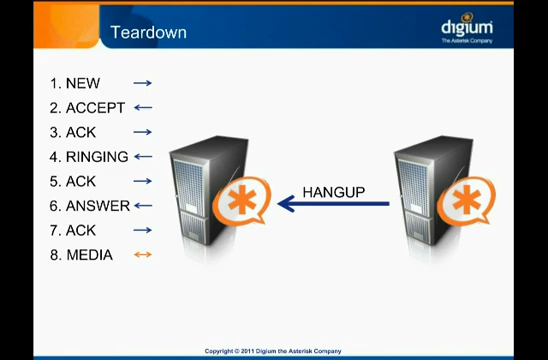 Teardown
digium
The Asterisk Company
1. NEW →
2. ACCEPT ←
3. ACK →
4. RINGING ←
5. ACK →
6. ANSWER ←
7. ACK →
8. MEDIA ↔
HANGUP
Copyright © 2011 Digium the Asterisk Company